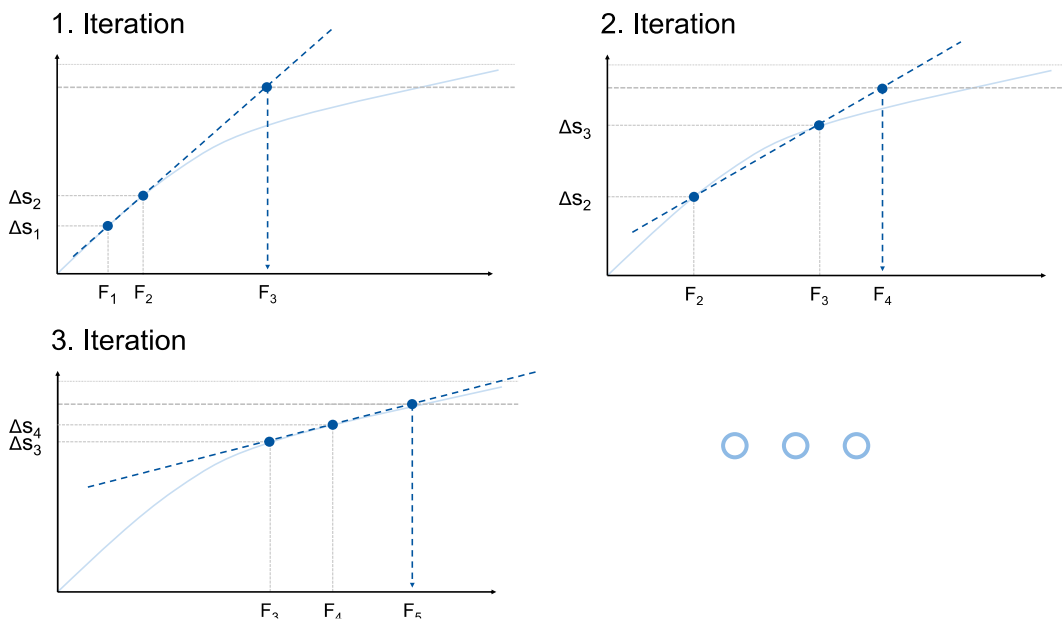 1. Iteration
Δs₂
Δs₁
F₁ F₂ F₃
2. Iteration
Δs₃
Δs₂
F₂ F₃ F₄
3. Iteration
Δs₄
Δs₃
F₃ F₄ F₅